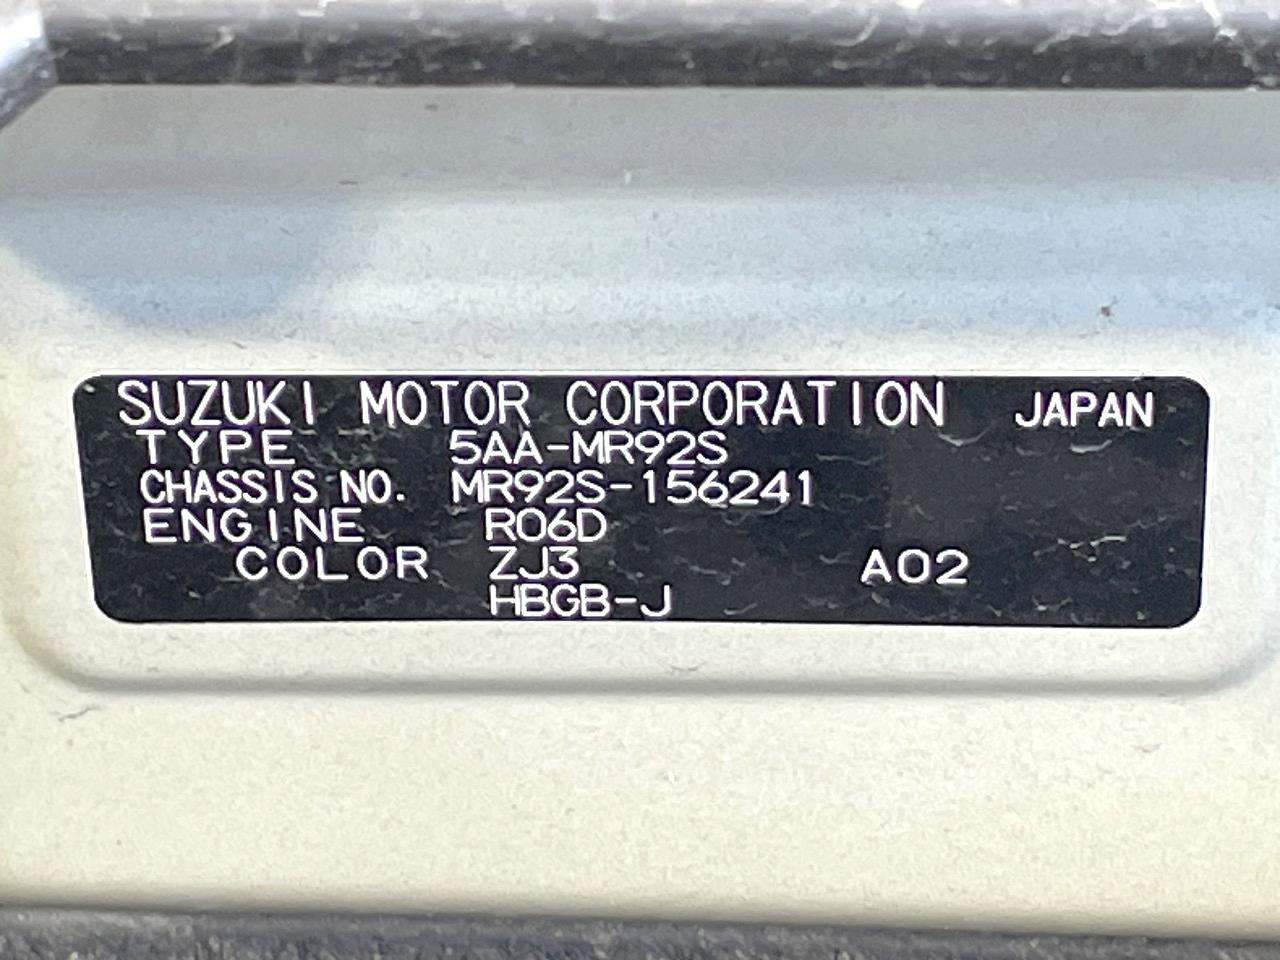 SUZUKI MOTOR CORPORATION JAPAN
TYPE 5AA-MR92S
CHASSIS NO. MR92S-156241
ENGINE R06D
COLOR ZJ3 A02
HBGB-J